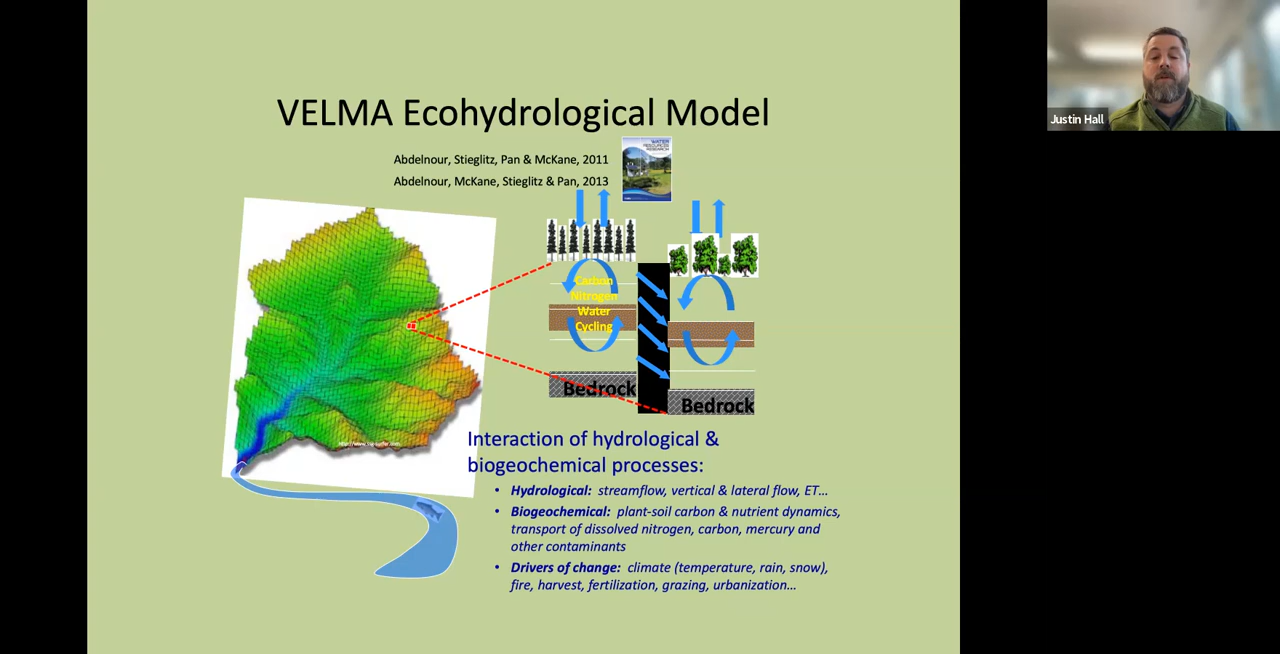 VELMA Ecohydrological Model
Abdelnour, Stieglitz, Pan & McKane, 2011
Abdelnour, McKane, Stieglitz & Pan, 2013
WATER
RESOURCES
RESEARCH
Justin Hall
Carbon
Nitrogen
Water
Cycling
Bedrock
Bedrock
Interaction of hydrological &
biogeochemical processes:
• Hydrological: streamflow, vertical & lateral flow, ET…
• Biogeochemical: plant-soil carbon & nutrient dynamics,
transport of dissolved nitrogen, carbon, mercury and
other contaminants
• Drivers of change: climate (temperature, rain, snow),
fire, harvest, fertilization, grazing, urbanization…